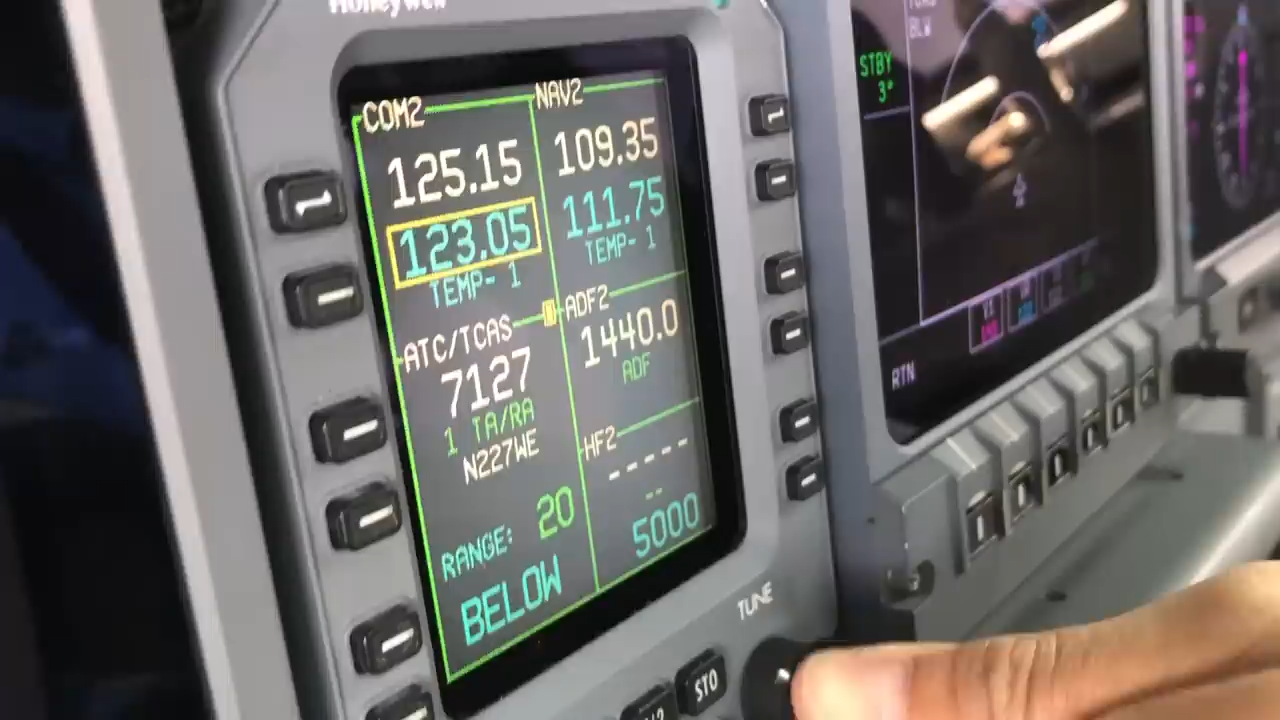 Honeywell
COM2
125.15
123.05
TEMP- 1
NAV2
109.35
111.75
TEMP- 1
ATC/TCAS
7127
1 TA/RA
N227WE
RANGE: 20
BELOW
ADF2
1440.0
ADF
HF2
-----
--
5000
TUNE
STO
STBY
3°
BLW
RTN